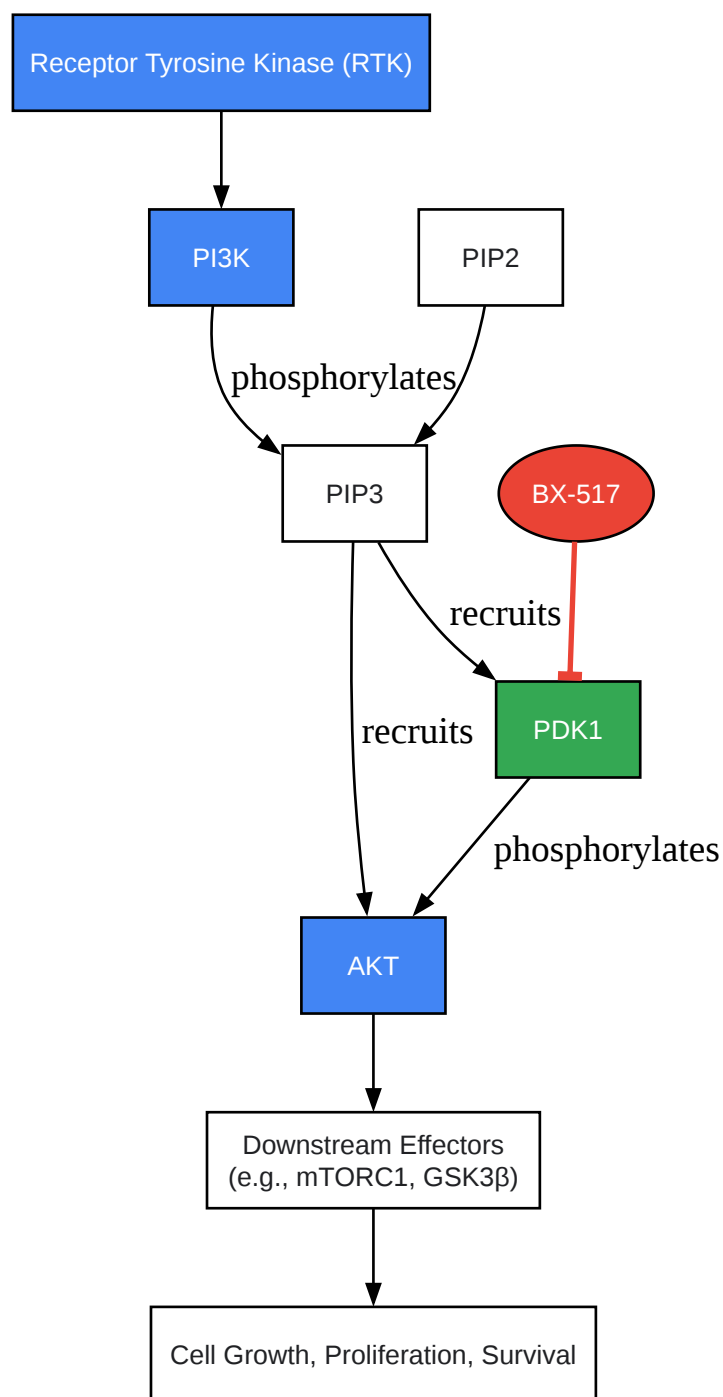 Receptor Tyrosine Kinase (RTK)
PI3K
PIP2
phosphorylates
PIP3
BX-517
recruits
PDK1
recruits
phosphorylates
AKT
Downstream Effectors
(e.g., mTORC1, GSK3β)
Cell Growth, Proliferation, Survival